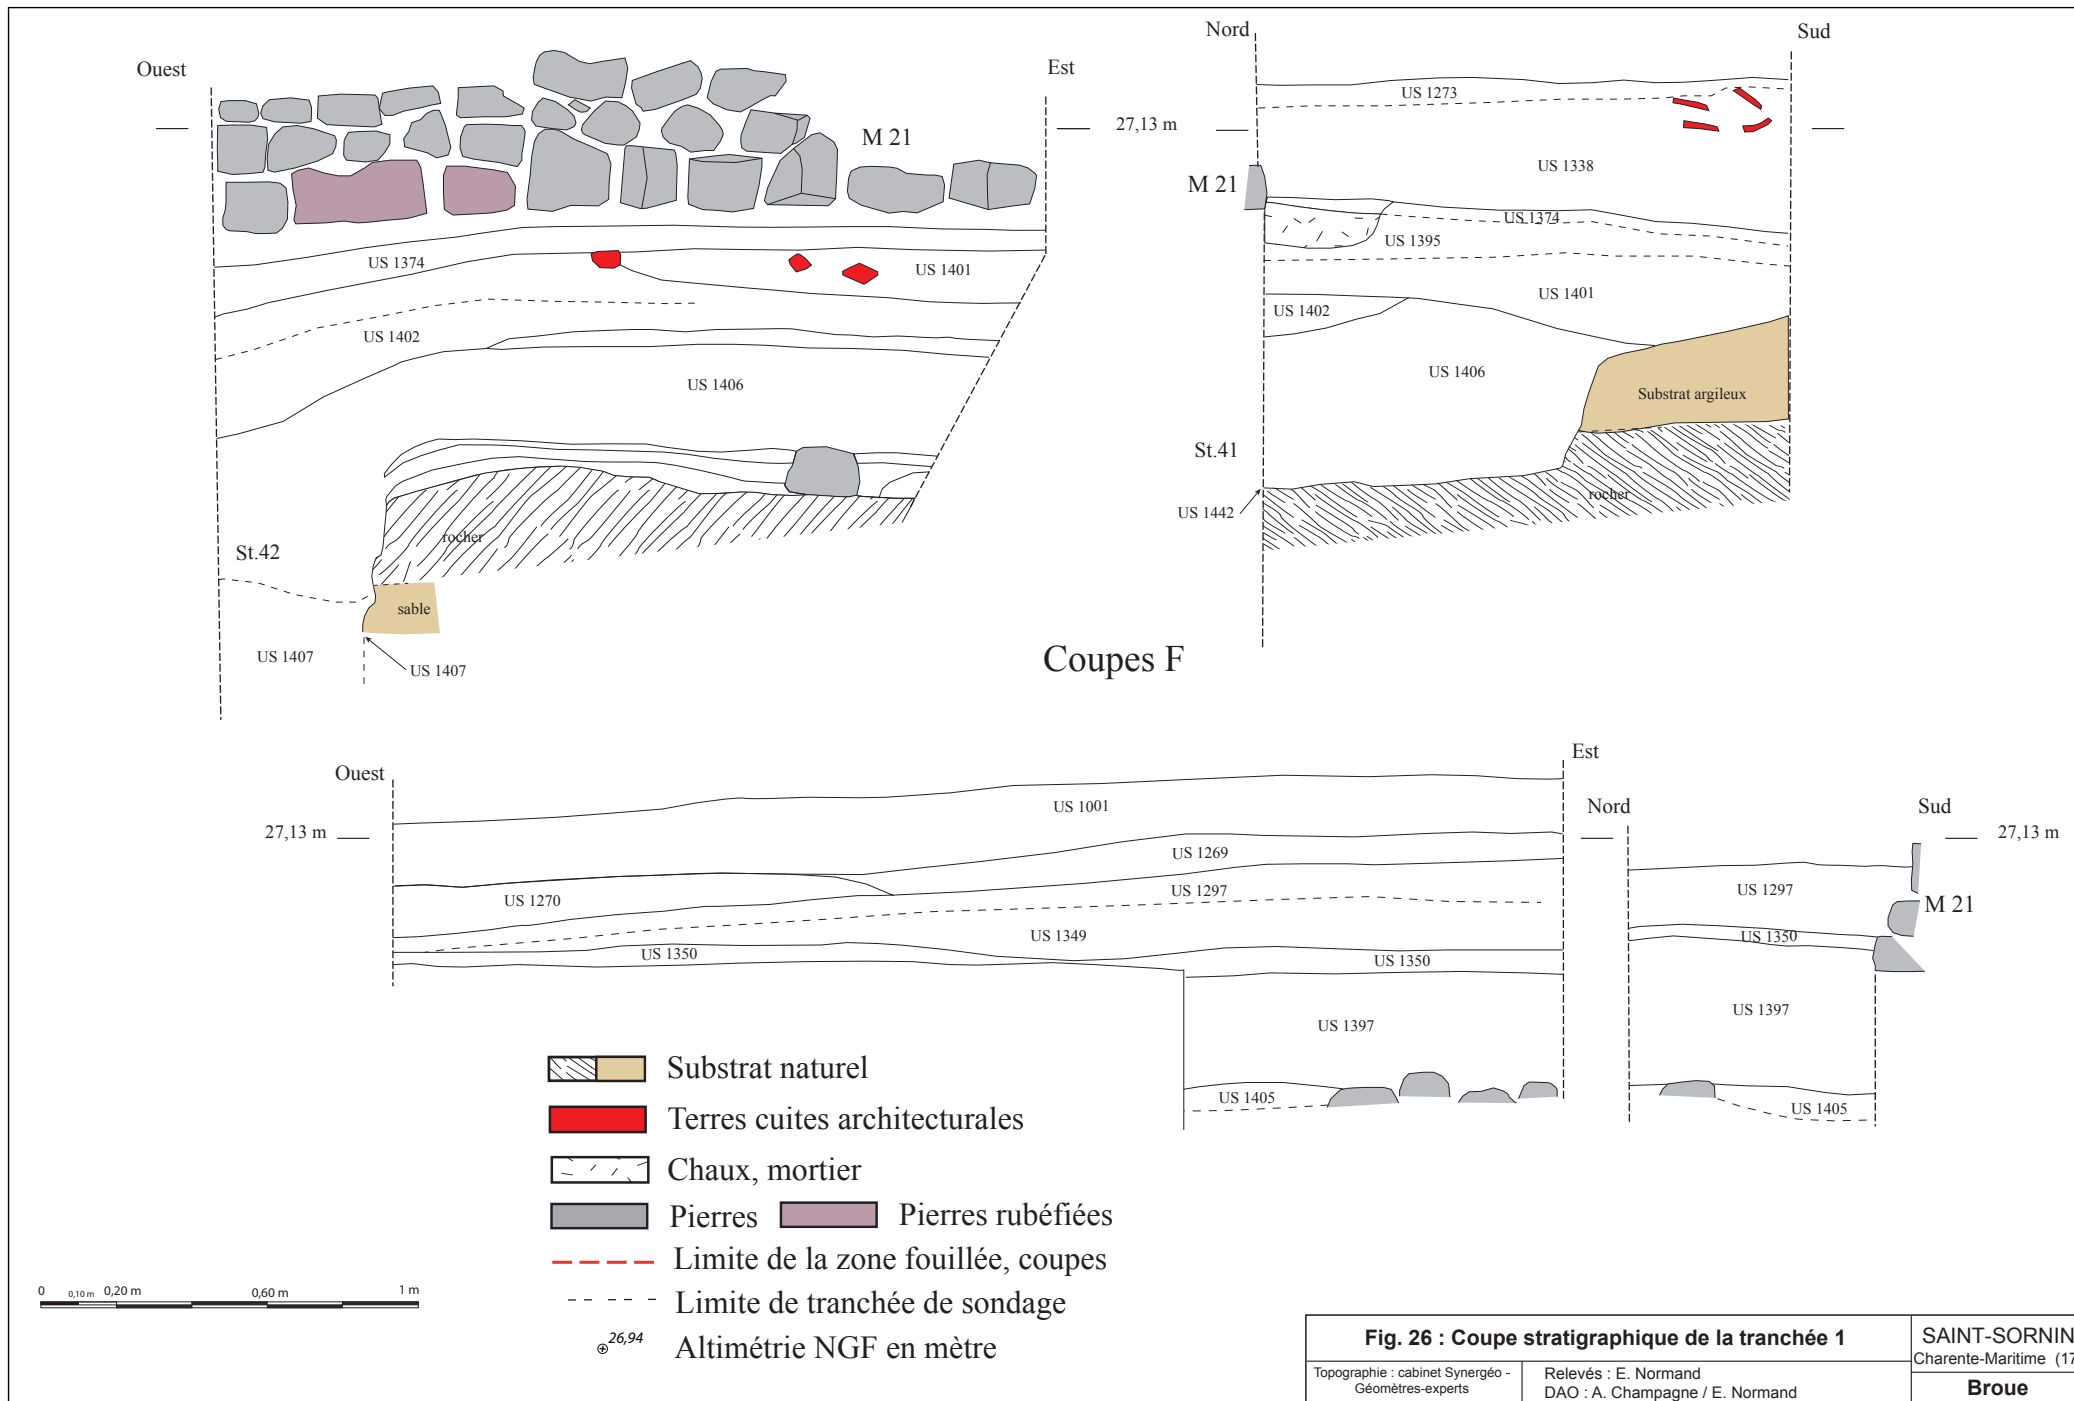 Ouest
Est
M 21
US 1374
US 1401
US 1402
US 1406
rocher
St.42
sable
US 1407
US 1407
27,13 m
Nord
Sud
US 1273
US 1338
M 21
US 1374
US 1395
US 1401
US 1402
US 1406
Substrat argileux
St.41
rocher
US 1442
Coupes F
Ouest
Est
27,13 m
US 1001
US 1269
US 1270
US 1297
US 1349
US 1350
US 1350
US 1397
US 1405
Nord
Sud
27,13 m
US 1297
M 21
US 1350
US 1397
US 1405
Substrat naturel
Terres cuites architecturales
Chaux, mortier
Pierres
Pierres rubéfiées
Limite de la zone fouillée, coupes
Limite de tranchée de sondage
26,94
Altimétrie NGF en mètre
0 0,10 m 0,20 m 0,60 m 1 m
Fig. 26 : Coupe stratigraphique de la tranchée 1
Topographie : cabinet Synergéo -
Géomètres-experts
Relevés : E. Normand
DAO : A. Champagne / E. Normand
SAINT-SORNIN
Charente-Maritime (17
Broue